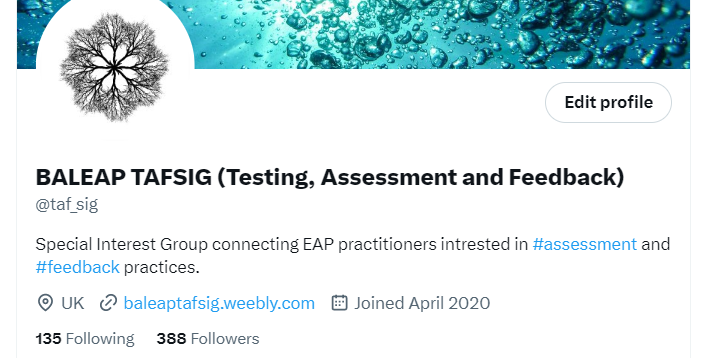 Edit profile
BALEAP TAFSIG (Testing, Assessment and Feedback)
@taf_sig
Special Interest Group connecting EAP practitioners intrested in #assessment and
#feedback practices.
UK baleaptafsig.weebly.com Joined April 2020
135 Following 388 Followers